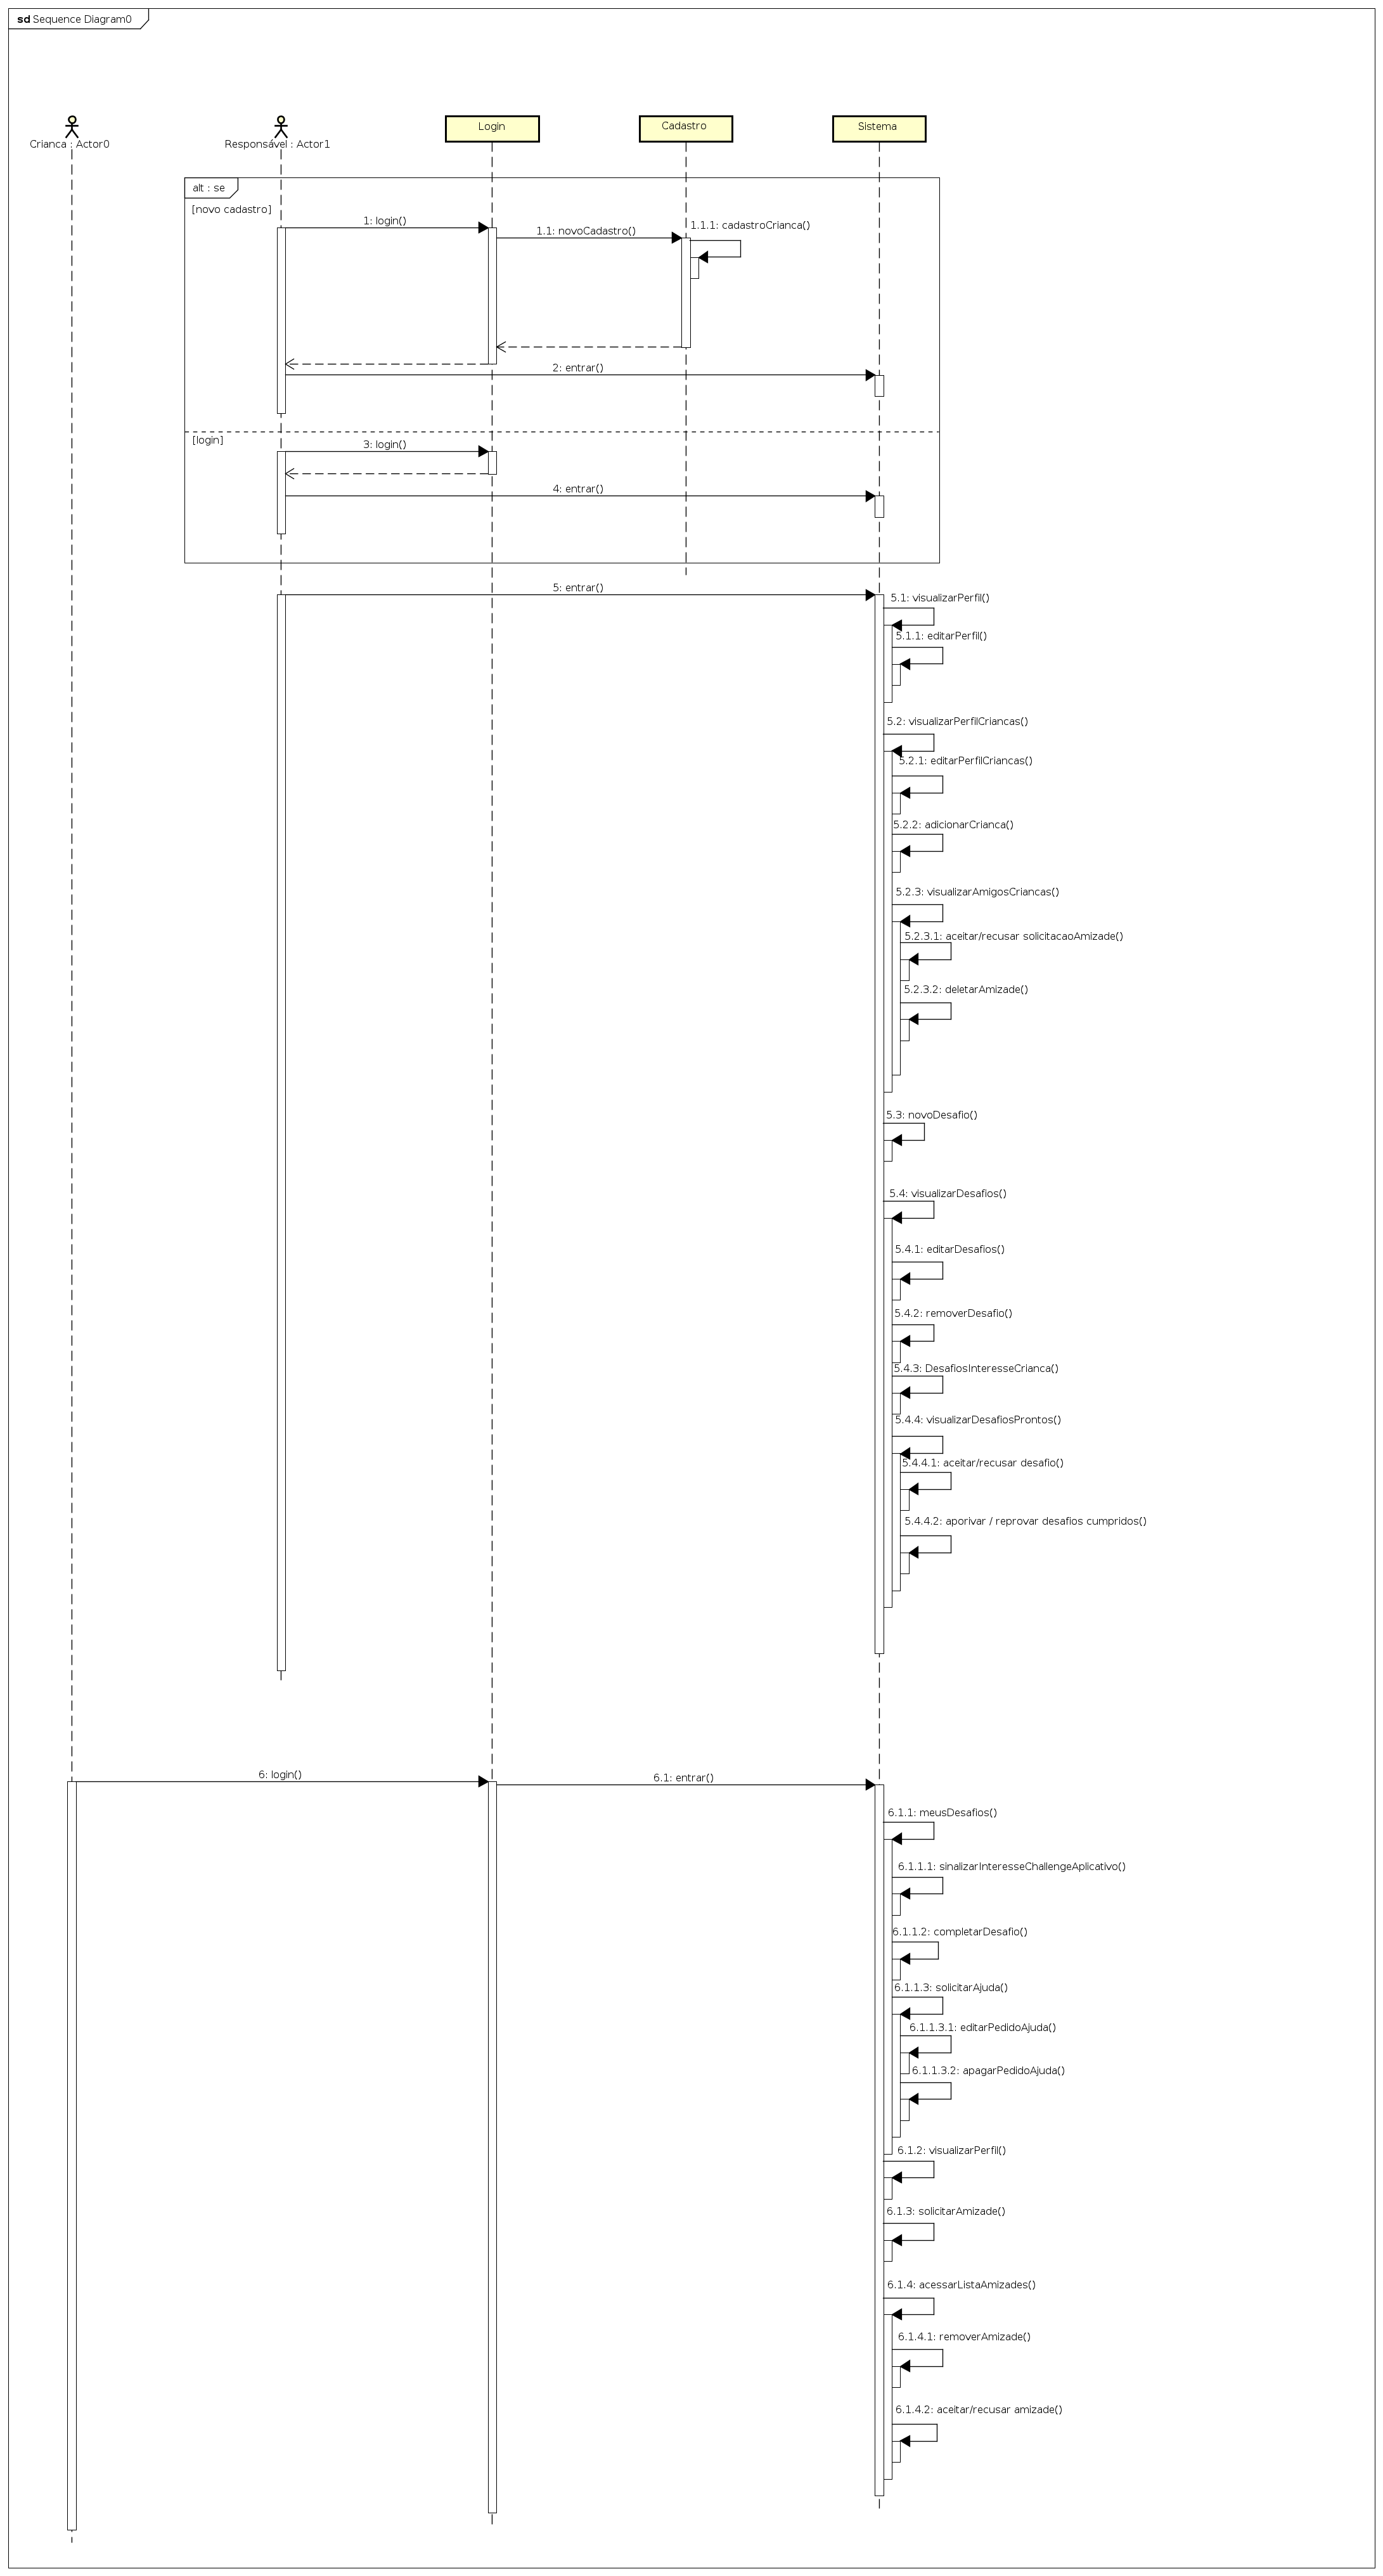 sd Sequence Diagram0
Crianca : Actor0
Responsável : Actor1
Login
Cadastro
Sistema
alt : se
[novo cadastro]
1: login()
1.1: novoCadastro()
1.1.1: cadastroCrianca()
2: entrar()
[login]
3: login()
4: entrar()
5: entrar()
5.1: visualizarPerfil()
5.1.1: editarPerfil()
5.2: visualizarPerfilCriancas()
5.2.1: editarPerfilCriancas()
5.2.2: adicionarCrianca()
5.2.3: visualizarAmigosCriancas()
5.2.3.1: aceitar/recusar solicitacaoAmizade()
5.2.3.2: deletarAmizade()
5.3: novoDesafio()
5.4: visualizarDesafios()
5.4.1: editarDesafios()
5.4.2: removerDesafio()
5.4.3: DesafiosInteresseCrianca()
5.4.4: visualizarDesafiosProntos()
5.4.4.1: aceitar/recusar desafio()
5.4.4.2: aporivar / reprovar desafios cumpridos()
6: login()
6.1: entrar()
6.1.1: meusDesafios()
6.1.1.1: sinalizarInteresseChallengeAplicativo()
6.1.1.2: completarDesafio()
6.1.1.3: solicitarAjuda()
6.1.1.3.1: editarPedidoAjuda()
6.1.1.3.2: apagarPedidoAjuda()
6.1.2: visualizarPerfil()
6.1.3: solicitarAmizade()
6.1.4: acessarListaAmizades()
6.1.4.1: removerAmizade()
6.1.4.2: aceitar/recusar amizade()